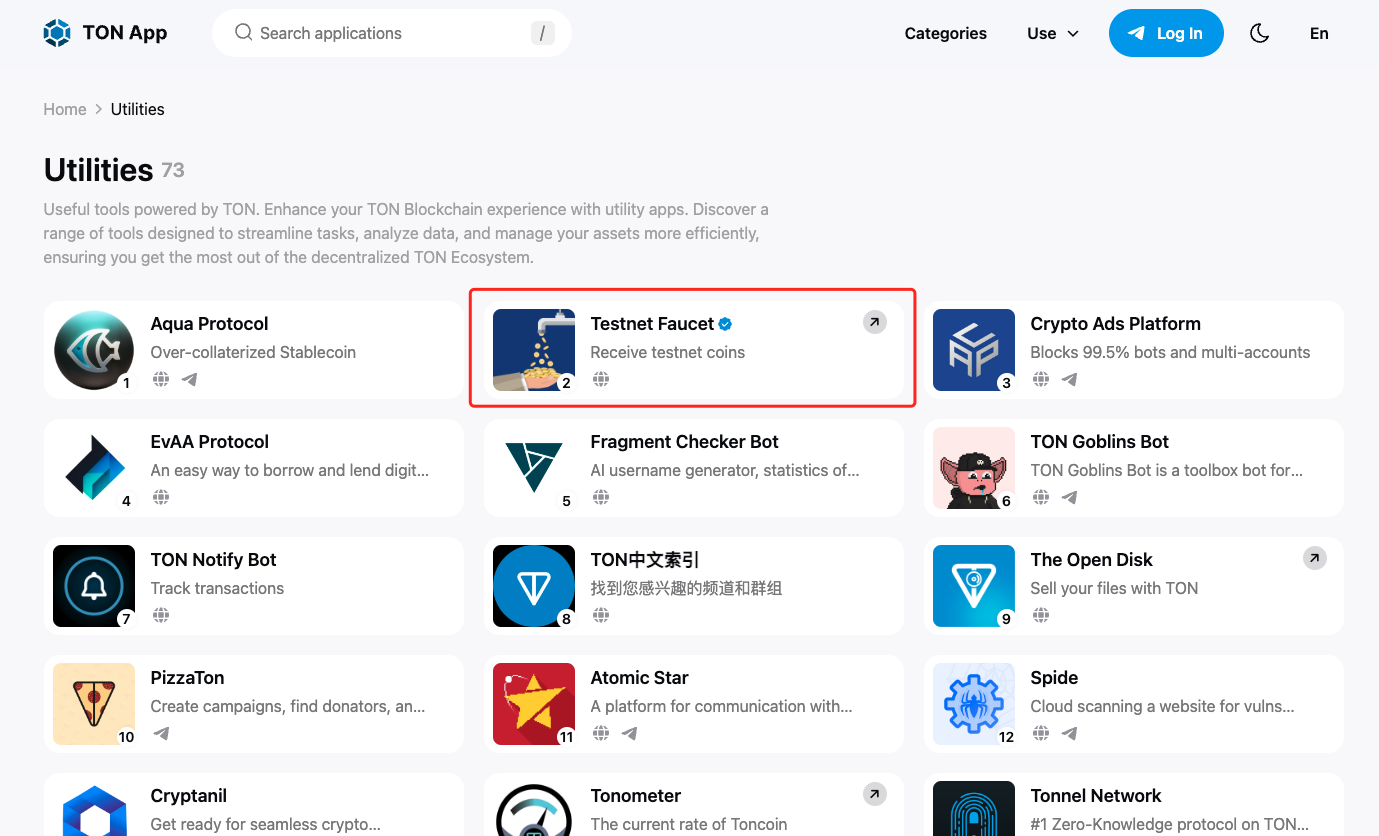 TON App
Search applications
/
Categories
Use
Log In
En
Home
Utilities
Utilities 73
Useful tools powered by TON. Enhance your TON Blockchain experience with utility apps. Discover a
range of tools designed to streamline tasks, analyze data, and manage your assets more efficiently,
ensuring you get the most out of the decentralized TON Ecosystem.
Aqua Protocol
Over-collaterized Stablecoin
1
Testnet Faucet
Receive testnet coins
2
Crypto Ads Platform
Blocks 99.5% bots and multi-accounts
CAP
3
EvAA Protocol
An easy way to borrow and lend digit...
4
Fragment Checker Bot
AI username generator, statistics of...
5
TON Goblins Bot
TON Goblins Bot is a toolbox bot for...
6
TON Notify Bot
Track transactions
7
TON中文索引
找到您感兴趣的频道和群组
8
The Open Disk
Sell your files with TON
9
PizzaTon
Create campaigns, find donators, an...
10
Atomic Star
A platform for communication with...
11
Spide
Cloud scanning a website for vulns...
12
Cryptanil
Get ready for seamless crypto...
Tonometer
The current rate of Toncoin
Tonnel Network
#1 Zero-Knowledge protocol on TON...